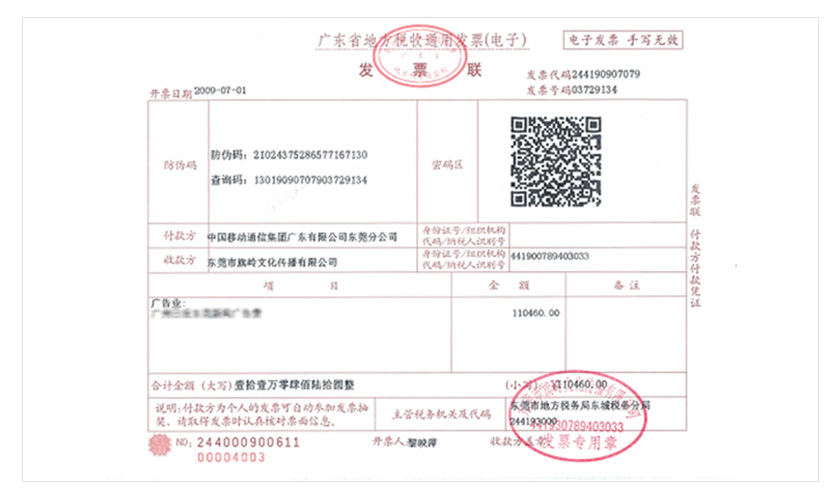 广东省地方税收通用发票(电子)
电子发票 手写无效
发 票 联
发票代码244190907079
发票号码03729134
开票日期2009-07-01
防伪码
防伪码：21024375286577167130
查询码：13019090707903729134
密码区
发票联 付款方付款凭证
付款方 中国移动通信集团广东有限公司东莞分公司 身份证号/组织机构代码/纳税人识别号
收款方 东莞市旗岭文化传播有限公司 身份证号/组织机构代码/纳税人识别号 441900789403033
项 目 金 额 备 注
广告业： 110460.00
合计金额 (大写) 壹拾壹万零肆佰陆拾圆整 (小写) ¥110460.00
说明：付款方为个人的发票可自动参加发票抽
奖，请取得发票时认真核对票面信息。
主管税务机关及代码
东莞市地方税务局东城税务分局
244193000
441930789403033
发票专用章
NO: 244000900611
00004003
开票人:黎映萍
收款方盖章